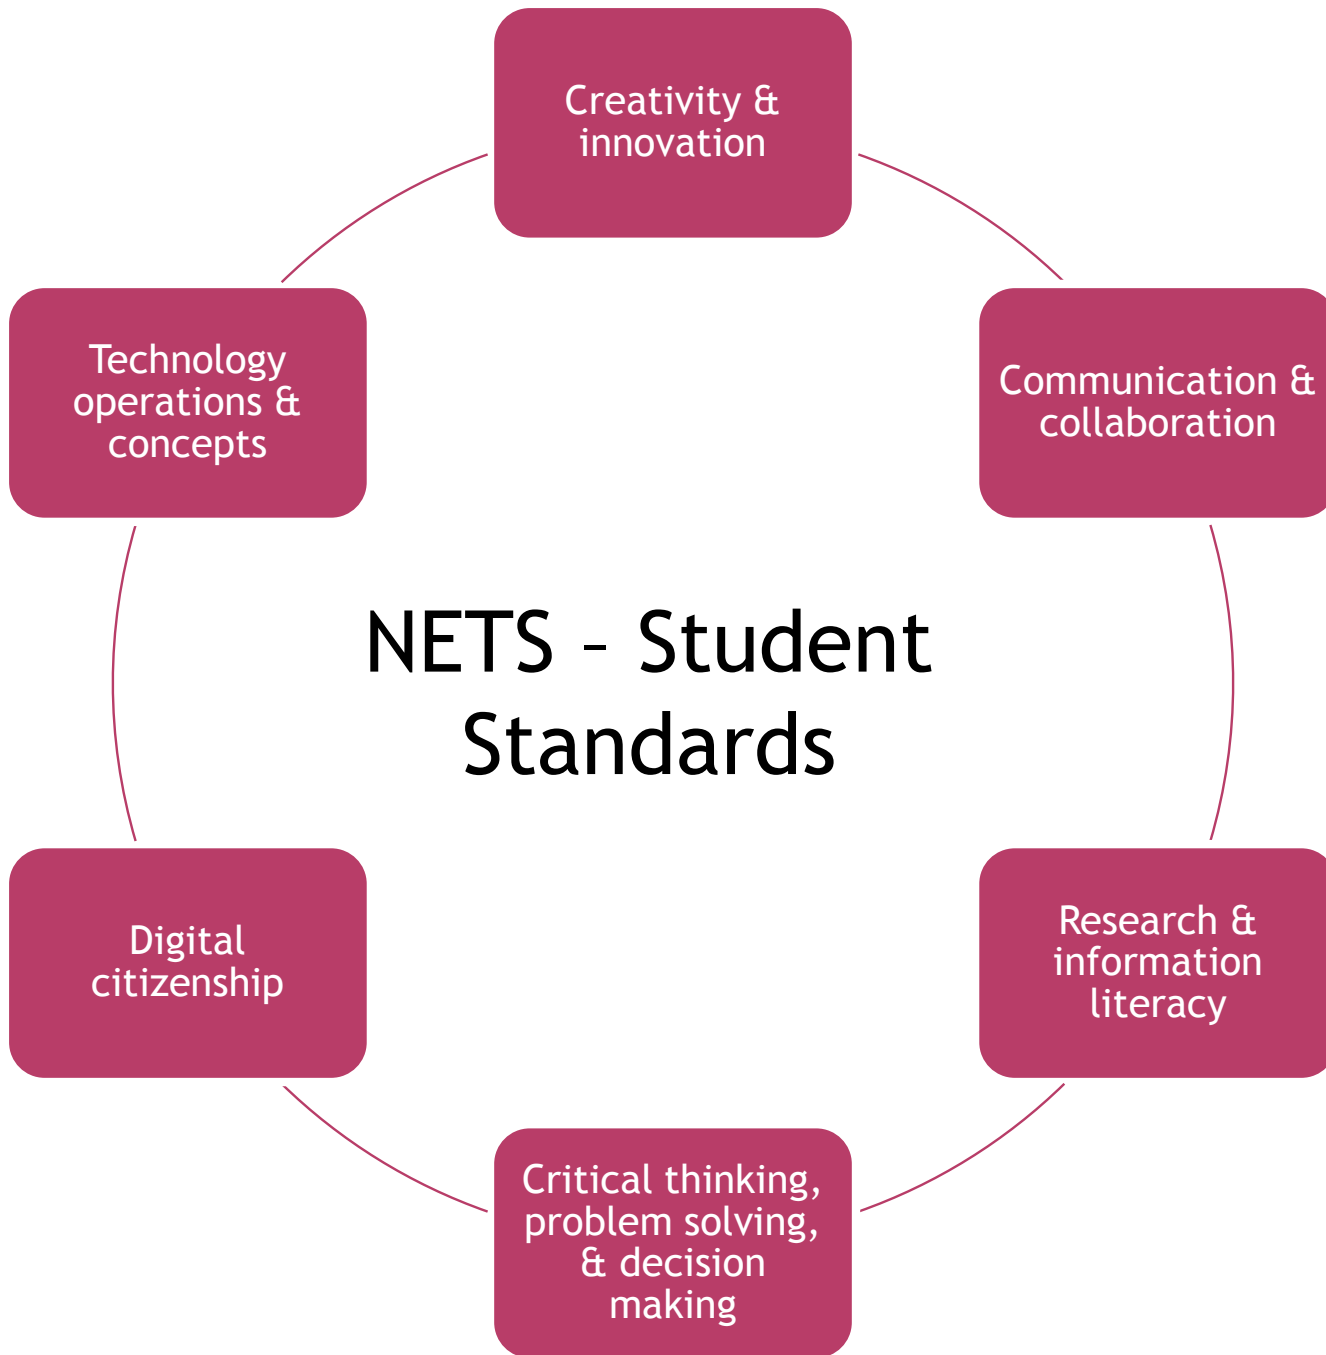 Creativity &
innovation
Communication &
collaboration
Research &
information
literacy
Critical thinking,
problem solving,
& decision
making
Digital
citizenship
Technology
operations &
concepts
NETS – Student
Standards